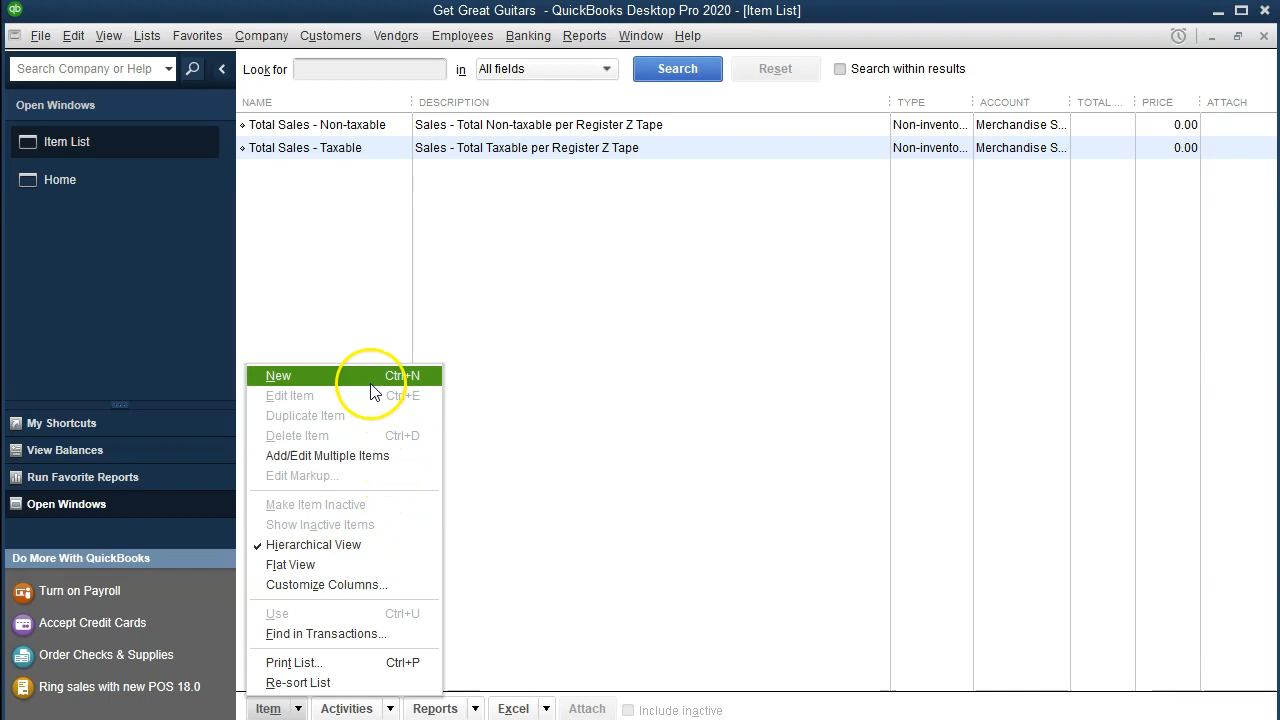 qb
Get Great Guitars - QuickBooks Desktop Pro 2020 - [Item List]
File Edit View Lists Favorites Company Customers Vendors Employees Banking Reports Window Help
Search Company or Help
Look for in All fields Search Reset Search within results
Open Windows
Item List
Home
NAME DESCRIPTION TYPE ACCOUNT TOTAL ... PRICE ATTACH
Total Sales - Non-taxable Sales - Total Non-taxable per Register Z Tape Non-invento... Merchandise S... 0.00
Total Sales - Taxable Sales - Total Taxable per Register Z Tape Non-invento... Merchandise S... 0.00
New Ctrl+N
Edit Item Ctrl+E
Duplicate Item
Delete Item Ctrl+D
Add/Edit Multiple Items
Edit Markup...
Make Item Inactive
Show Inactive Items
Hierarchical View
Flat View
Customize Columns...
Use Ctrl+U
Find in Transactions...
Print List... Ctrl+P
Re-sort List
My Shortcuts
View Balances
Run Favorite Reports
Open Windows
Do More With QuickBooks
Turn on Payroll
Accept Credit Cards
Order Checks & Supplies
Ring sales with new POS 18.0
Item Activities Reports Excel Attach Include inactive